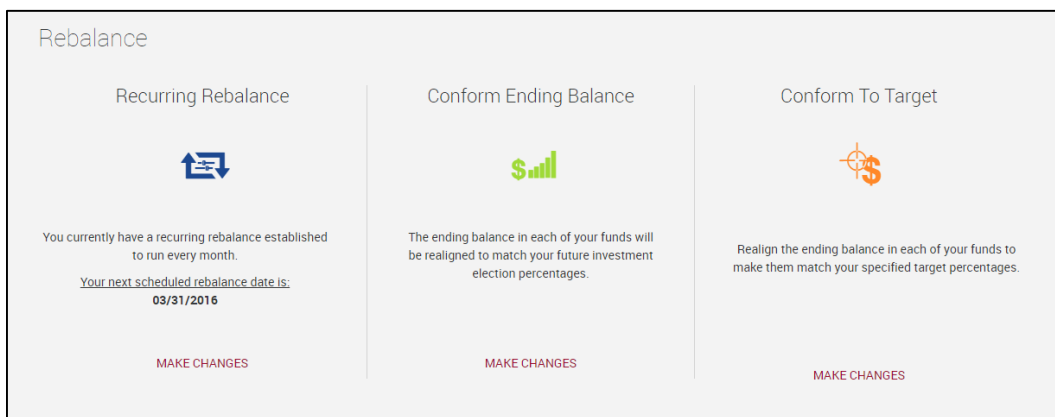 Rebalance
Recurring Rebalance
You currently have a recurring rebalance established
to run every month.
Your next scheduled rebalance date is:
03/31/2016
MAKE CHANGES
Conform Ending Balance
$
The ending balance in each of your funds will
be realigned to match your future investment
election percentages.
MAKE CHANGES
Conform To Target
$
Realign the ending balance in each of your funds to
make them match your specified target percentages.
MAKE CHANGES